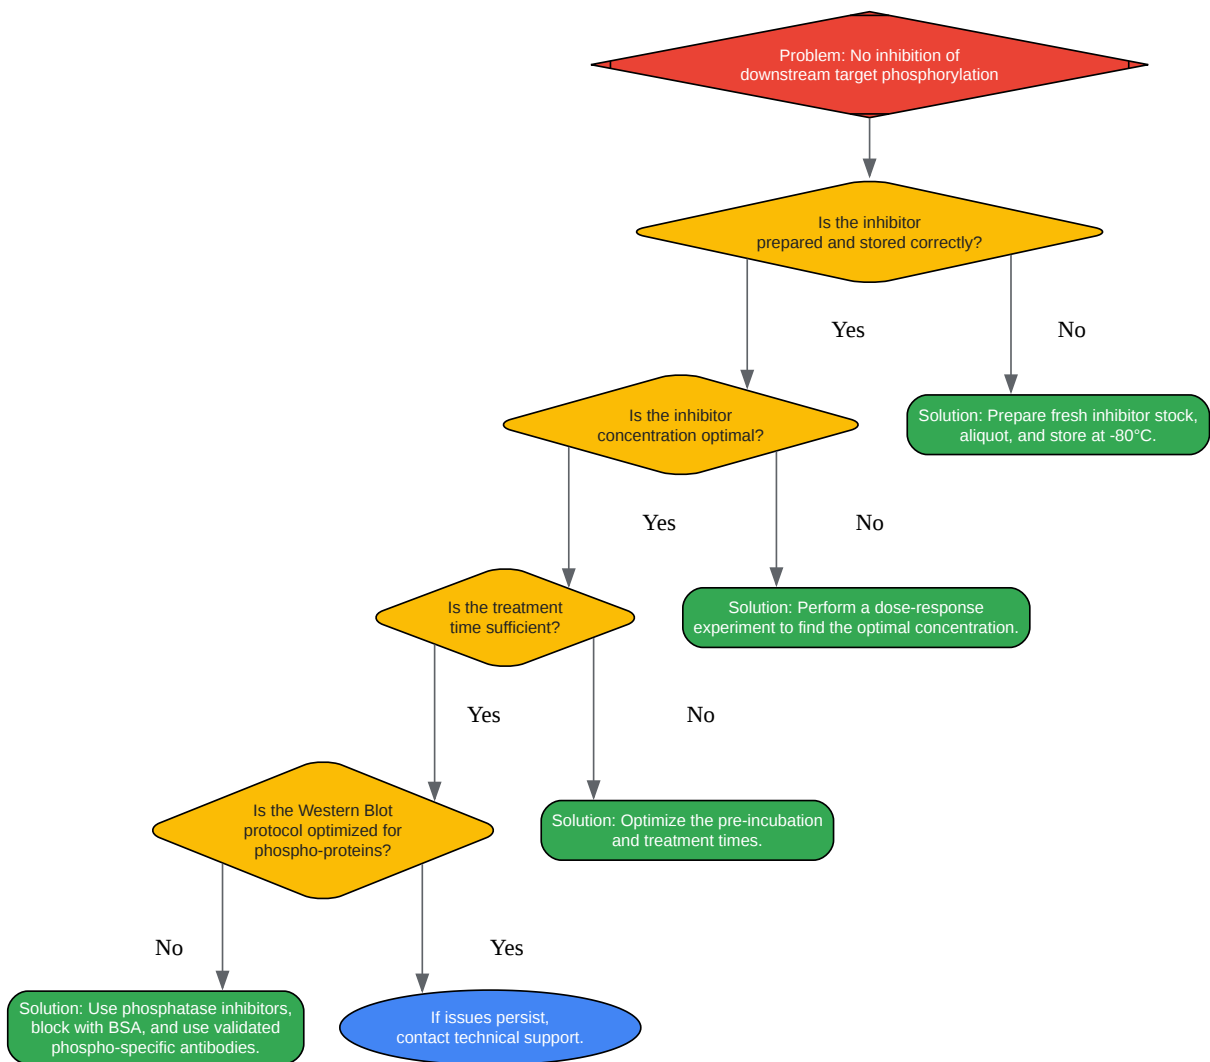 Problem: No inhibition of
downstream target phosphorylation
Is the inhibitor
prepared and stored correctly?
Yes
No
Is the inhibitor
concentration optimal?
Solution: Prepare fresh inhibitor stock,
aliquot, and store at -80°C.
Yes
No
Is the treatment
time sufficient?
Solution: Perform a dose-response
experiment to find the optimal concentration.
Yes
No
Is the Western Blot
protocol optimized for
phospho-proteins?
Solution: Optimize the pre-incubation
and treatment times.
No
Yes
Solution: Use phosphatase inhibitors,
block with BSA, and use validated
phospho-specific antibodies.
If issues persist,
contact technical support.